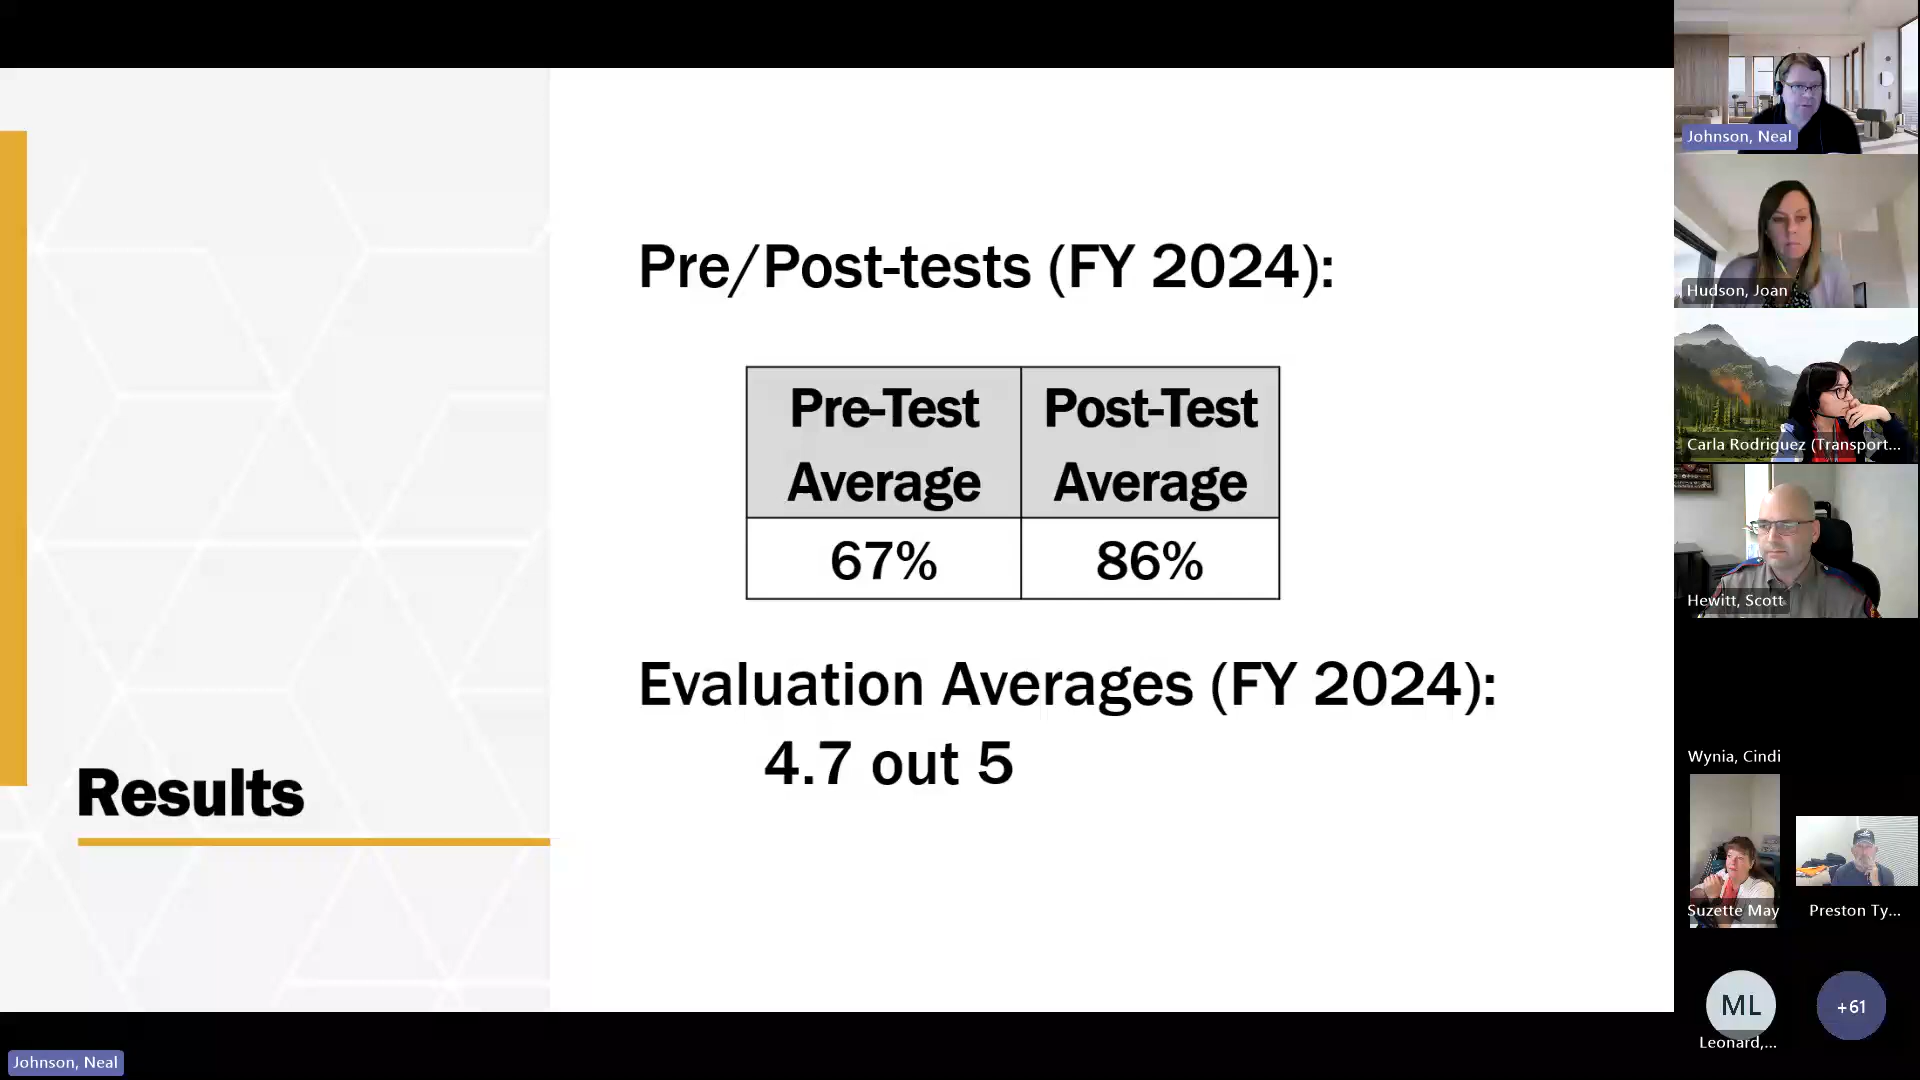 Results
Pre/Post-tests (FY 2024):
Pre-Test
Average
Post-Test
Average
67%
86%
Evaluation Averages (FY 2024):
4.7 out 5
Johnson, Neal
Hudson, Joan
Carla Rodriguez (Transport...
Hewitt, Scott
Wynia, Cindi
Suzette May
Preston Ty...
ML
+61
Leonard,...
Johnson, Neal